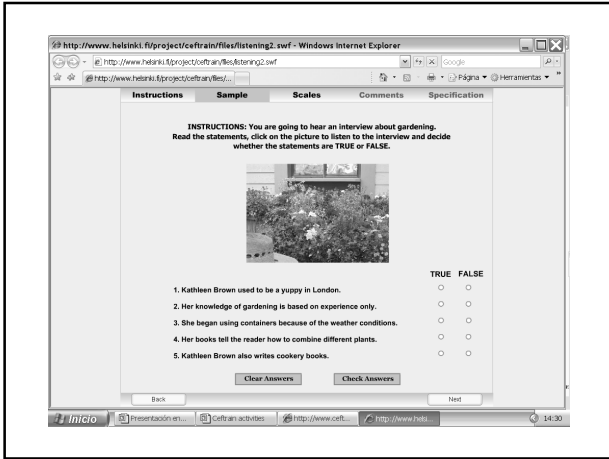 http://www.helsinki.fi/project/ceftrain/files/listening2.swf - Windows Internet Explorer
http://www.helsinki.fi/project/ceftrain/files/listening2.swf
Google
http://www.helsinki.fi/project/ceftrain/files/...
Página
Herramientas
Instructions Sample Scales Comments Specification
INSTRUCTIONS: You are going to hear an interview about gardening.
Read the statements, click on the picture to listen to the interview and decide
whether the statements are TRUE or FALSE.
TRUE FALSE
1. Kathleen Brown used to be a yuppy in London.
2. Her knowledge of gardening is based on experience only.
3. She began using containers because of the weather conditions.
4. Her books tell the reader how to combine different plants.
5. Kathleen Brown also writes cookery books.
Clear Answers Check Answers
Back Next
Inicio Presentación en... Ceftrain activities http://www.ceft... http://www.hels... 14:30